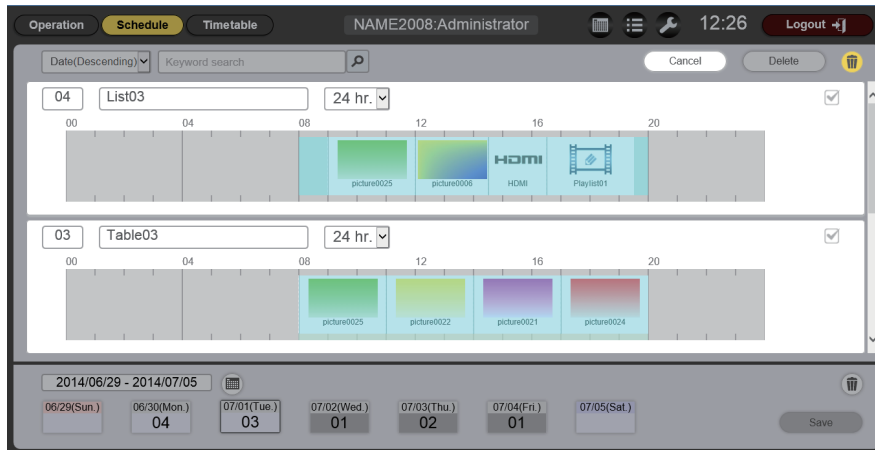 Operation Schedule Timetable NAME2008:Administrator 12:26 Logout
Date(Descending) Keyword search Cancel Delete
04 List03 24 hr.
00 04 08 12 16 20
HDMI
picture0025 picture0006 HDMI Playlist01
03 Table03 24 hr.
00 04 08 12 16 20
picture0025 picture0022 picture0021 picture0024
2014/06/29 - 2014/07/05
06/29(Sun.) 06/30(Mon.) 07/01(Tue.) 07/02(Wed.) 07/03(Thu.) 07/04(Fri.) 07/05(Sat.)
04 03 01 02 01 Save